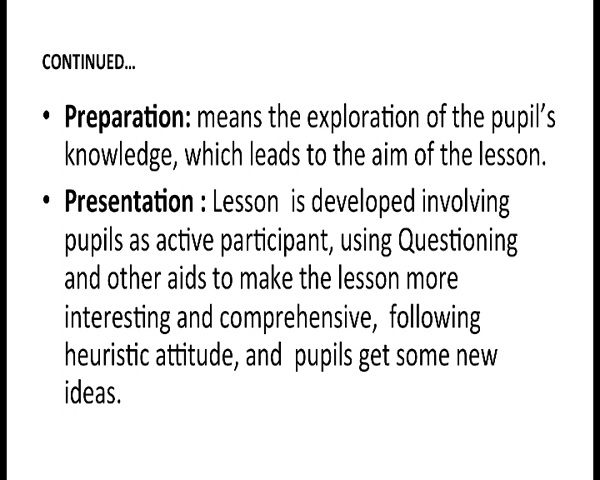 CONTINUED...
• Preparation: means the exploration of the pupil's
knowledge, which leads to the aim of the lesson.
• Presentation : Lesson  is developed involving
pupils as active participant, using Questioning
and other aids to make the lesson more
interesting and comprehensive,  following
heuristic attitude, and  pupils get some new
ideas.